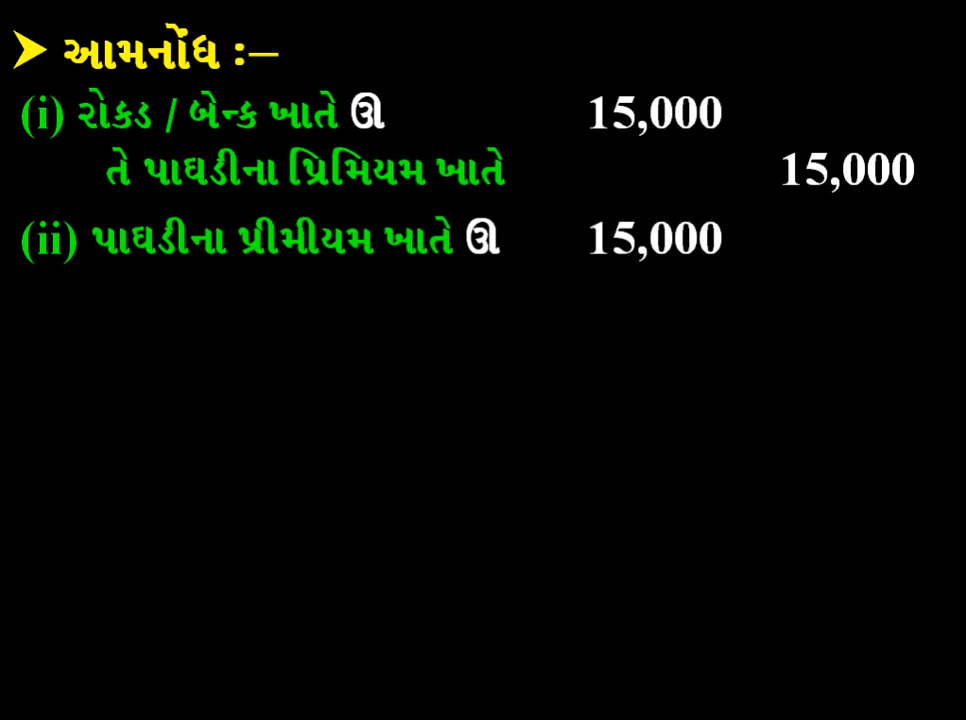 ➤ આમનોંધ :–
(i) રોકડ / બેન્ક ખાતે ઊ 15,000
તે પાઘડીના પ્રિમિયમ ખાતે 15,000
(ii) પાઘડીના પ્રીમીયમ ખાતે ઊ 15,000